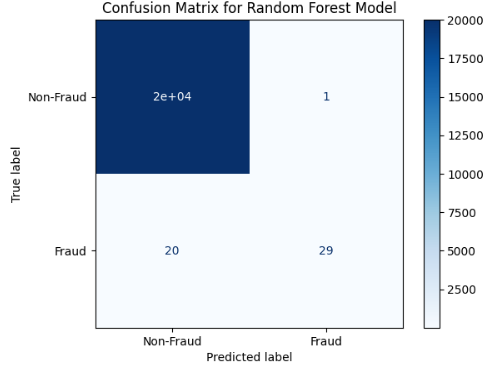 Confusion Matrix for Random Forest Model
True label
Non-Fraud
2e+04
1
Fraud
20
29
Non-Fraud
Fraud
Predicted label
20000
17500
15000
12500
10000
7500
5000
2500